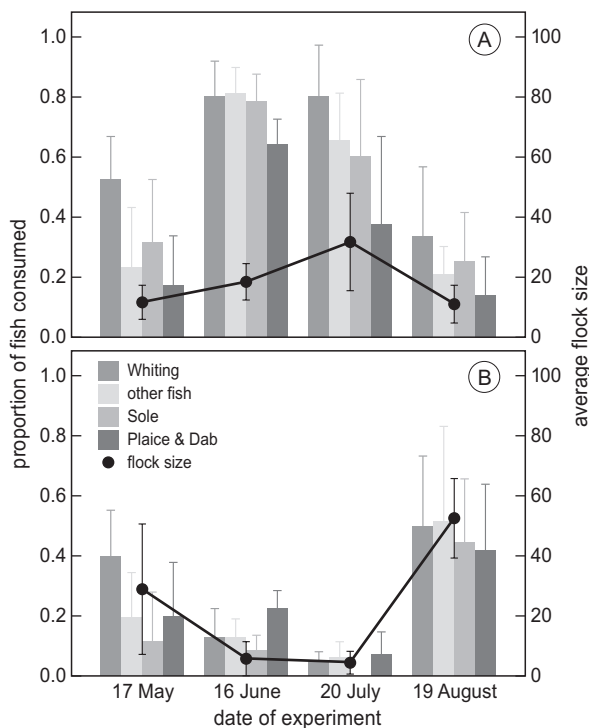 proportion of fish consumed
average flock size
A
1.0
0.8
0.6
0.4
0.2
0.0
100
80
60
40
20
0
B
Whiting
other fish
Sole
Plaice & Dab
flock size
1.0
0.8
0.6
0.4
0.2
0.0
100
80
60
40
20
0
17 May 16 June 20 July 19 August
date of experiment